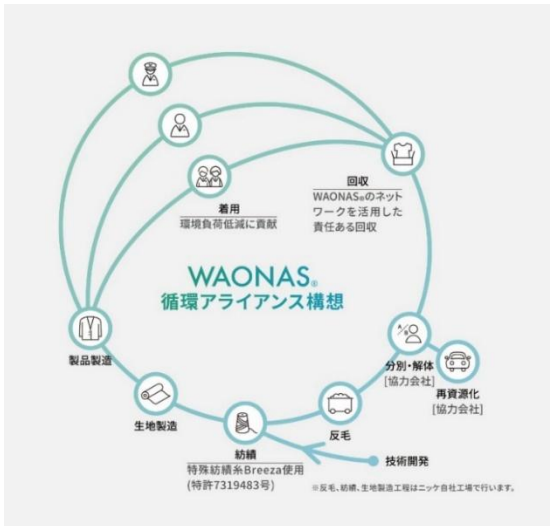 回収
WAONAS®のネット
ワークを活用した
責任ある回収
着用
環境負荷低減に貢献
WAONAS®
循環アライアンス構想
製品製造
A/B
分別・解体
[協力会社]
再資源化
[協力会社]
生地製造
反毛
紡績
特殊紡績糸Breeza使用
(特許7319483号)
技術開発
※反毛、紡績、生地製造工程はニッケ自社工場で行います。